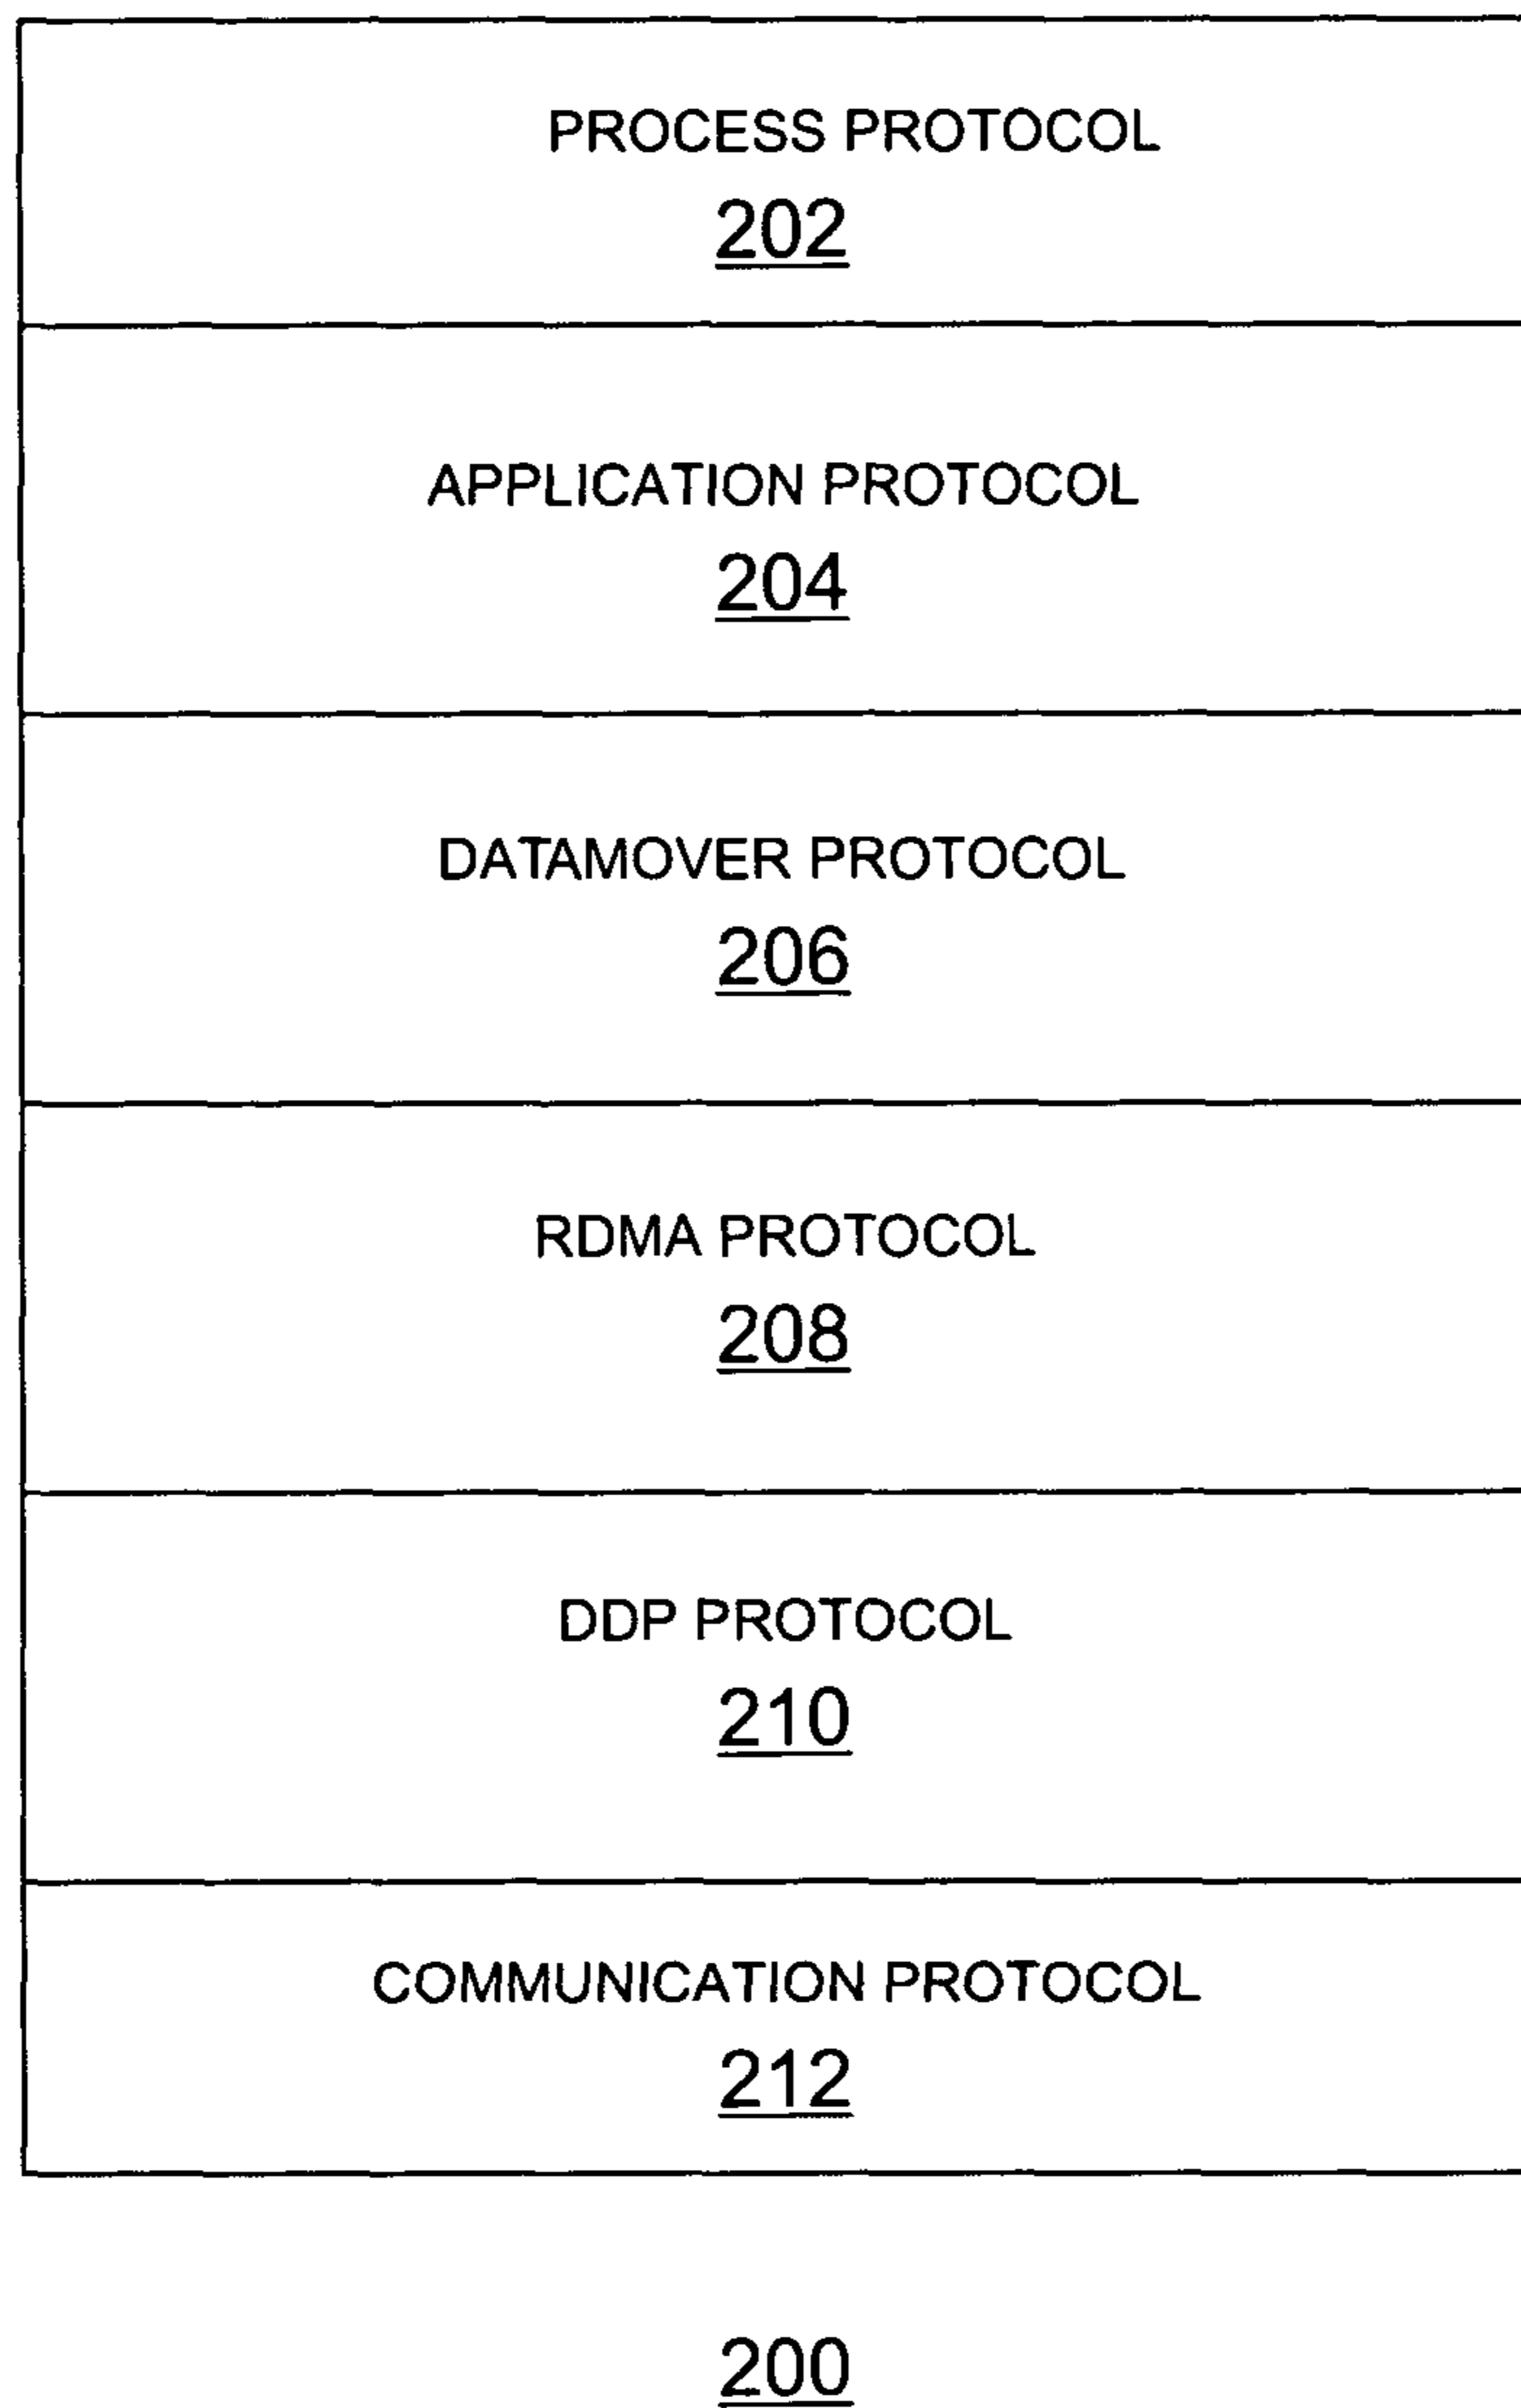 PROCESS PROTOCOL
202
APPLICATION PROTOCOL
204
DATAMOVER PROTOCOL
206
RDMA PROTOCOL
208
DDP PROTOCOL
210
COMMUNICATION PROTOCOL
212
200